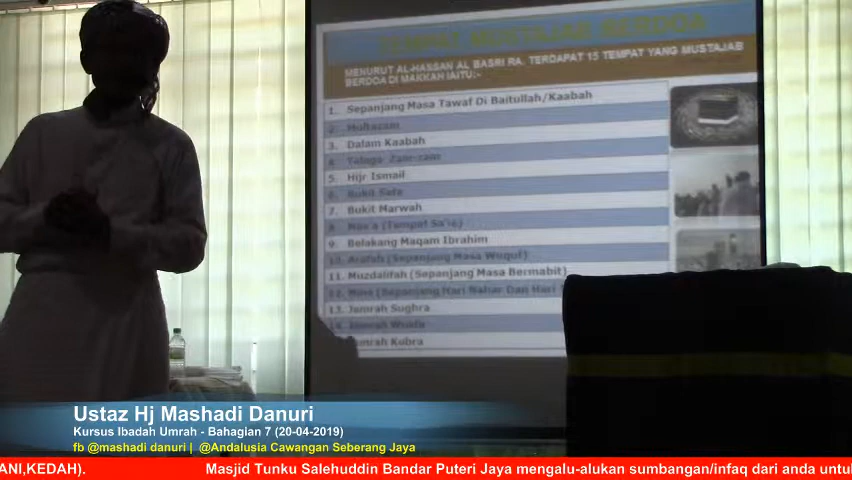 TEMPAT MUSTAJAB BERDOA
MENURUT AL-HASSAN AL BASRI RA. TERDAPAT 15 TEMPAT YANG MUSTAJAB
BERDOA DI MAKKAH IAITU:-
1. Sepanjang Masa Tawaf Di Baitullah/Kaabah
2. Multazam
3. Dalam Kaabah
4. Telaga Zam-zam
5. Hijr Ismail
6. Bukit Safa
7. Bukit Marwah
8. Mas'a (Tempat Sa'ie)
9. Belakang Maqam Ibrahim
10. Arafah (Sepanjang Masa Wuquf)
11. Muzdalifah (Sepanjang Masa Bermabit)
12. Mina (Sepanjang Hari Nahar Dan Hari
13. Jamrah Sughra
14. Jamrah Wusta
Jamrah Kubra
Ustaz Hj Mashadi Danuri
Kursus Ibadah Umrah - Bahagian 7 (20-04-2019)
fb @mashadi danuri | @Andalusia Cawangan Seberang Jaya
ANI,KEDAH). Masjid Tunku Salehuddin Bandar Puteri Jaya mengalu-alukan sumbangan/infaq dari anda untuk